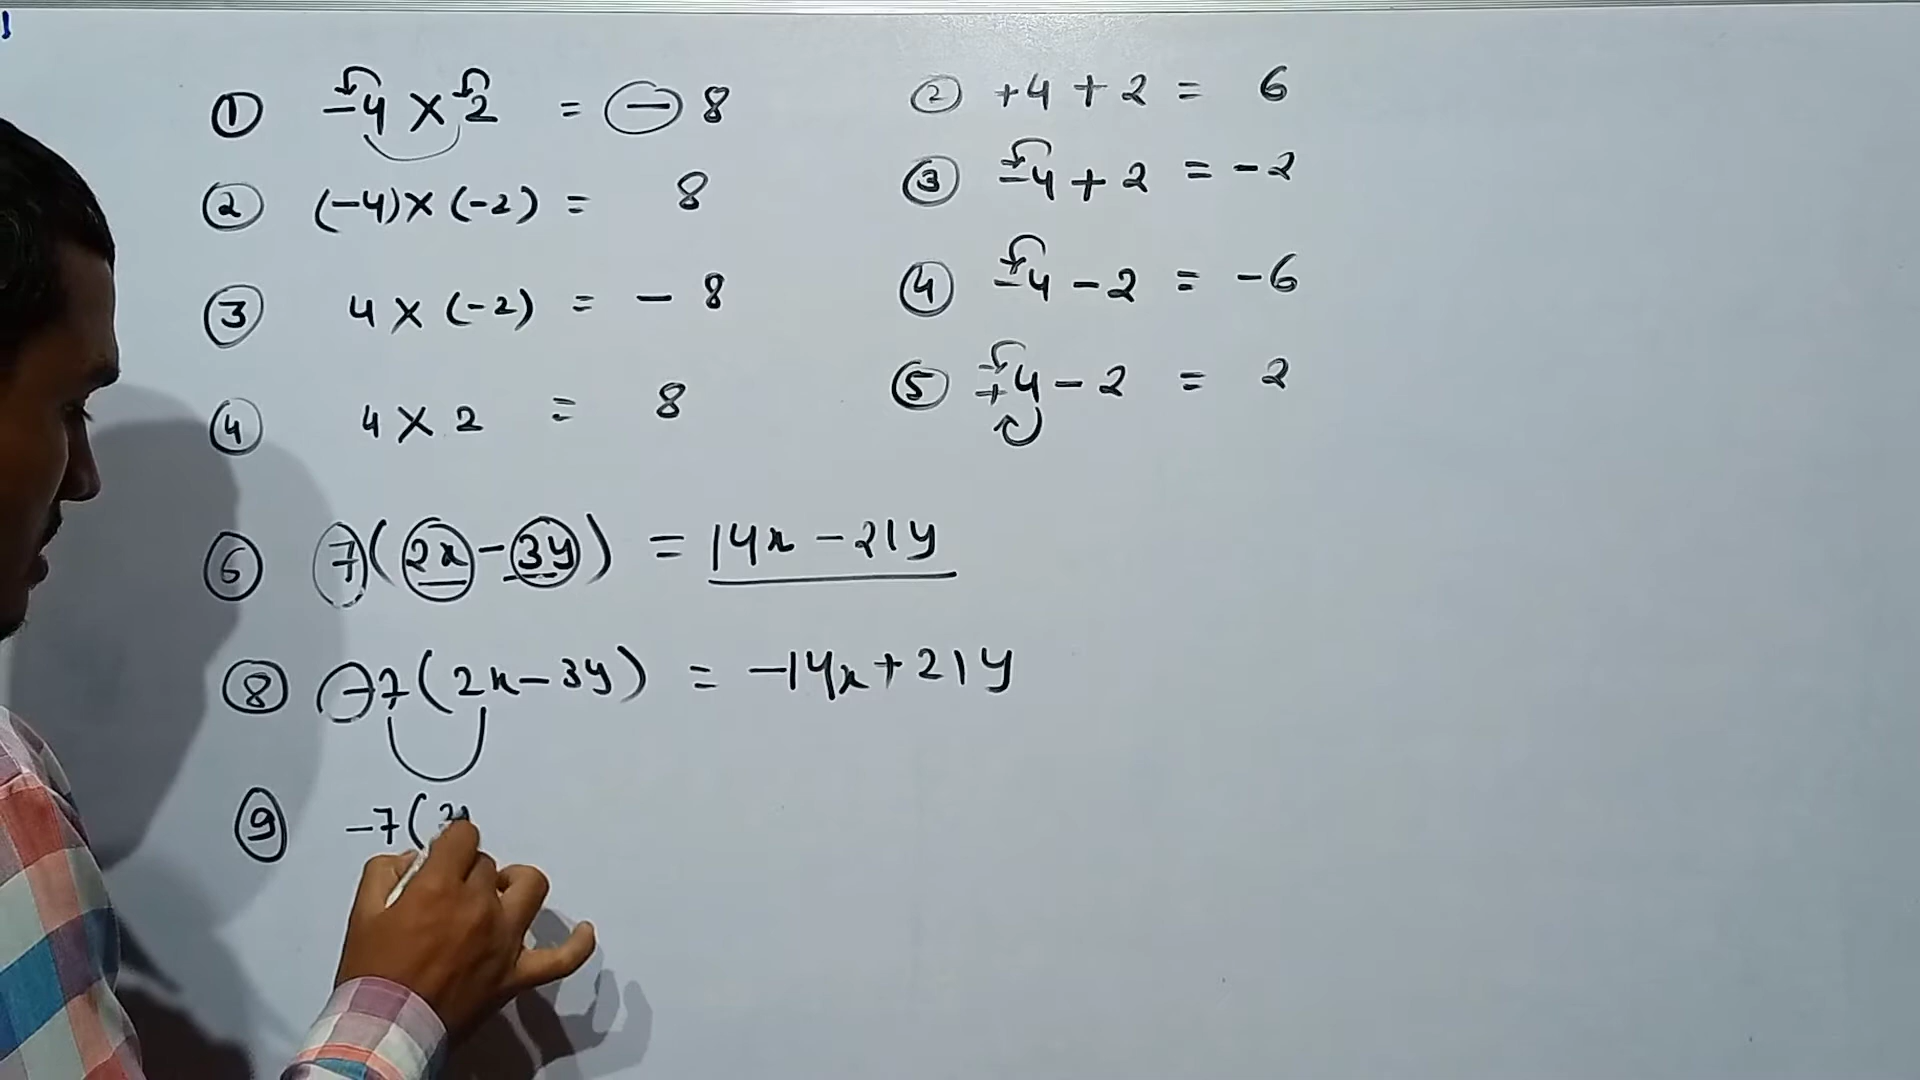 ① -4 × 2 = - 8
② (-4) × (-2) = 8
③ 4 × (-2) = - 8
④ 4 × 2 = 8
② +4 + 2 = 6
③ -4 + 2 = -2
④ -4 - 2 = -6
⑤ +4 - 2 = 2
⑥ 7(2x - 3y) = 14x - 21y
⑧ -7(2x - 3y) = -14x + 21y
⑨ -7(